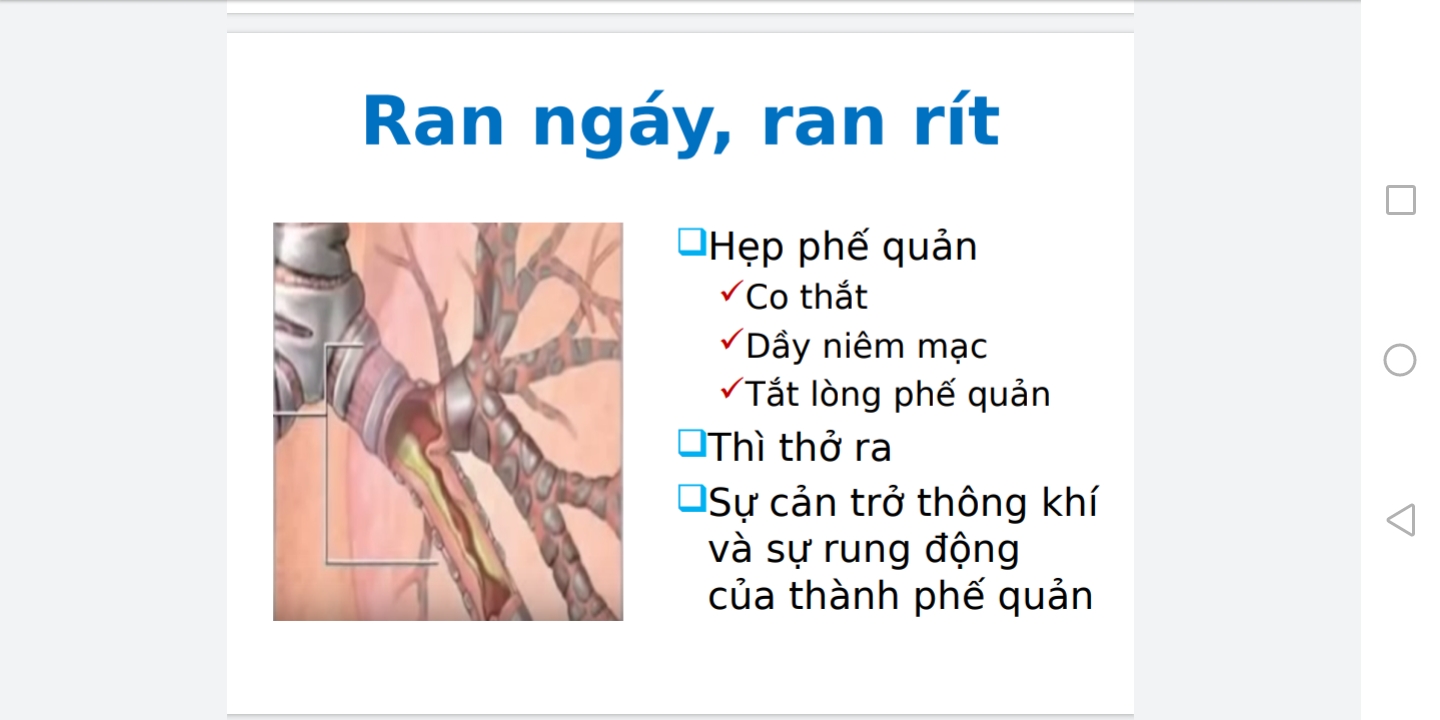 Ran ngáy, ran rít
Hẹp phế quản
Co thắt
Dầy niêm mạc
Tắt lòng phế quản
Thì thở ra
Sự cản trở thông khí
và sự rung động
của thành phế quản